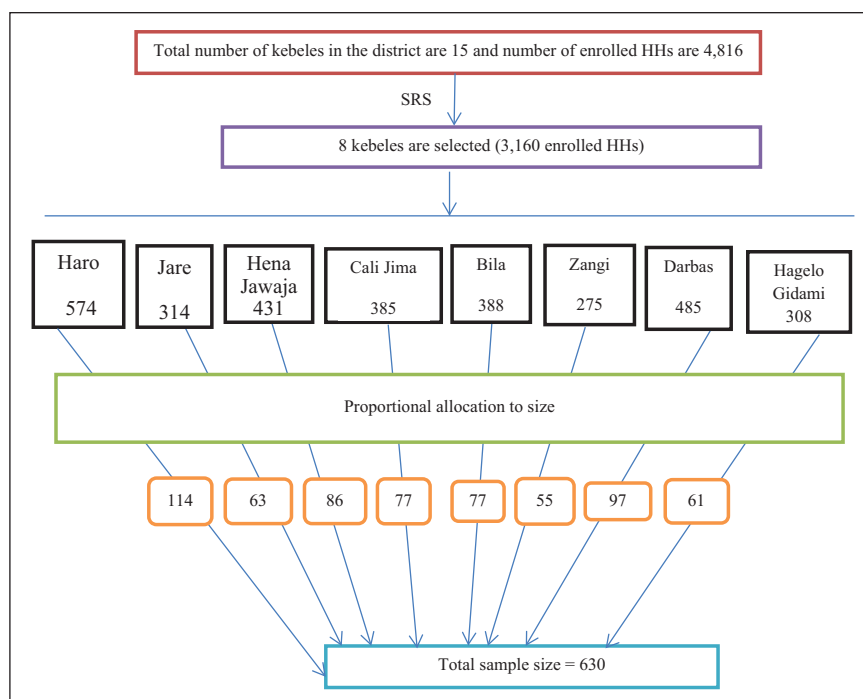 Total number of kebeles in the district are 15 and number of enrolled HHs are 4,816
SRS
8 kebeles are selected (3,160 enrolled HHs)
Haro
574
Jare
314
Hena
Jawaja
431
Cali Jima
385
Bila
388
Zangi
275
Darbas
485
Hagelo
Gidami
308
Proportional allocation to size
114
63
86
77
77
55
97
61
Total sample size = 630